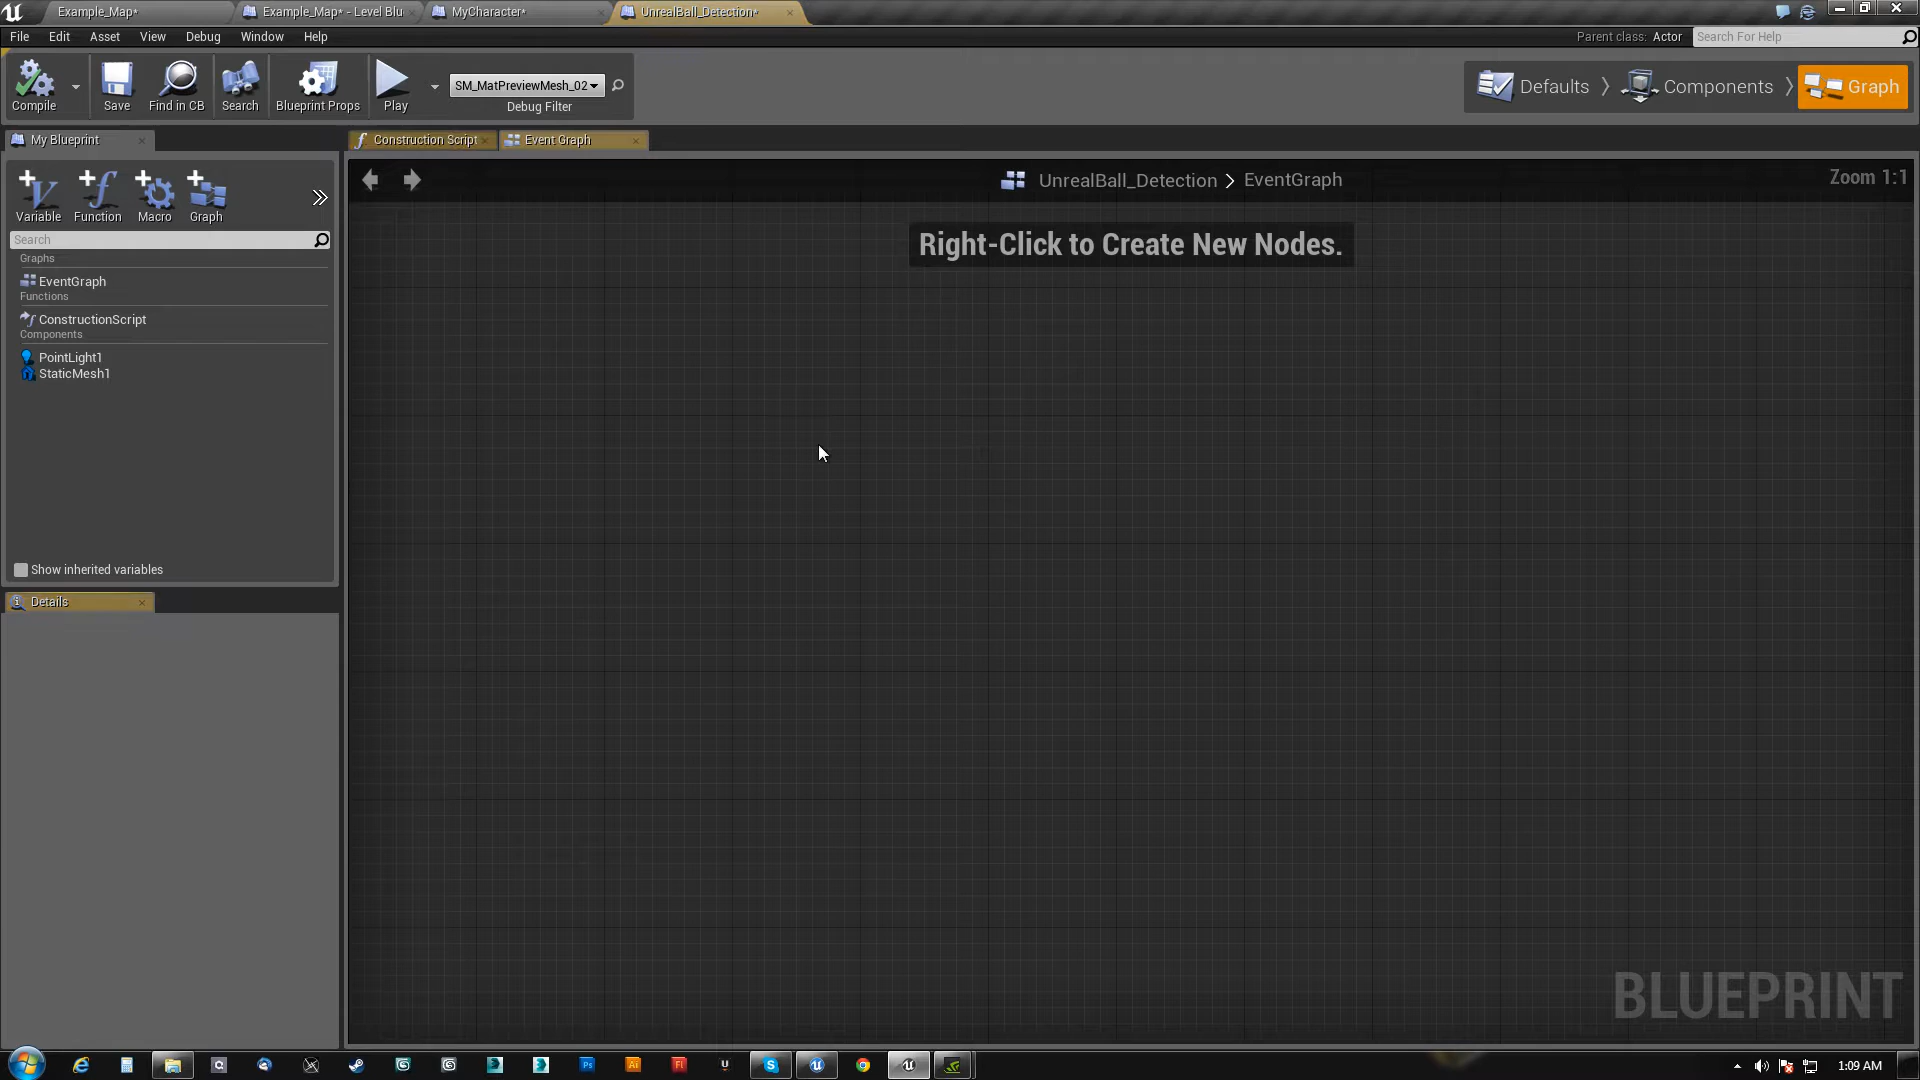 Example_Map*
Example_Map* - Level Blu
MyCharacter*
UnrealBall_Detection*
File Edit Asset View Debug Window Help
Parent class: Actor
Search For Help
Compile
Save
Find in CB
Search
Blueprint Props
Play
SM_MatPreviewMesh_02
Debug Filter
Defaults
Components
Graph
My Blueprint
Construction Script
Event Graph
Variable
Function
Macro
Graph
UnrealBall_Detection > EventGraph
Zoom 1:1
Search
Right-Click to Create New Nodes.
Graphs
EventGraph
Functions
ConstructionScript
Components
PointLight1
StaticMesh1
Show inherited variables
Details
BLUEPRINT
Ps
Ai
Fl
1:09 AM